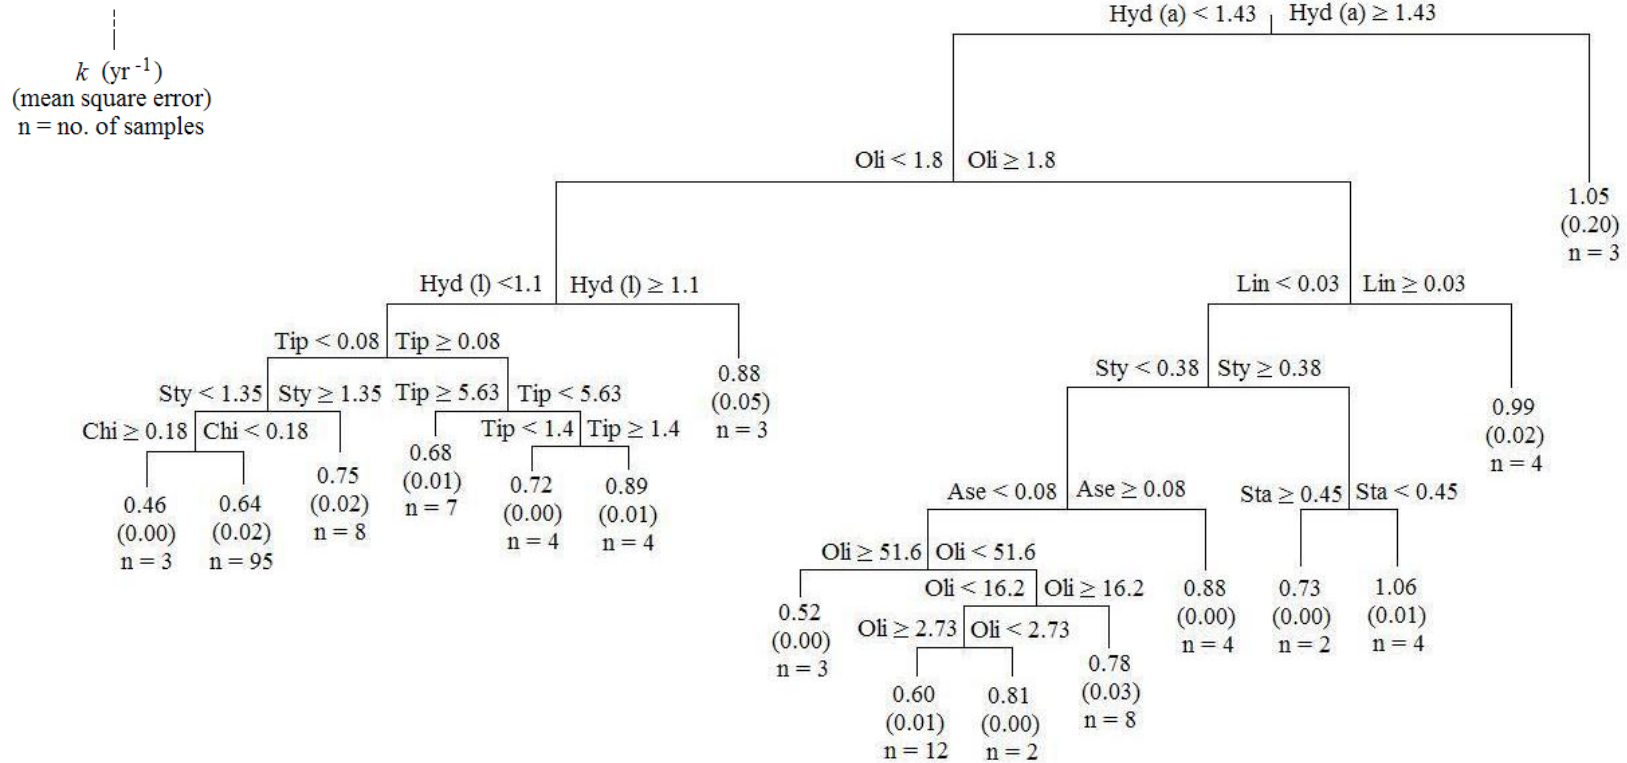 Hyd (a) < 1.43 Hyd (a) ≥ 1.43
k (yr -1)
(mean square error)
n = no. of samples
Oli < 1.8 Oli ≥ 1.8
1.05
(0.20)
n = 3
Hyd (l) <1.1 Hyd (l) ≥ 1.1
Lin < 0.03 Lin ≥ 0.03
Tip < 0.08 Tip ≥ 0.08
0.88
(0.05)
n = 3
Sty < 0.38 Sty ≥ 0.38
0.99
(0.02)
n = 4
Sty < 1.35 Sty ≥ 1.35 Tip ≥ 5.63 Tip < 5.63
Chi ≥ 0.18 Chi < 0.18
Tip < 1.4 Tip ≥ 1.4
0.46
(0.00)
n = 3
0.64
(0.02)
n = 95
0.75
(0.02)
n = 8
0.68
(0.01)
n = 7
0.72
(0.00)
n = 4
0.89
(0.01)
n = 4
Ase < 0.08 Ase ≥ 0.08
Sta ≥ 0.45 Sta < 0.45
Oli ≥ 51.6 Oli < 51.6
Oli < 16.2 Oli ≥ 16.2
Oli ≥ 2.73 Oli < 2.73
0.52
(0.00)
n = 3
0.60
(0.01)
n = 12
0.81
(0.00)
n = 2
0.78
(0.03)
n = 8
0.88
(0.00)
n = 4
0.73
(0.00)
n = 2
1.06
(0.01)
n = 4